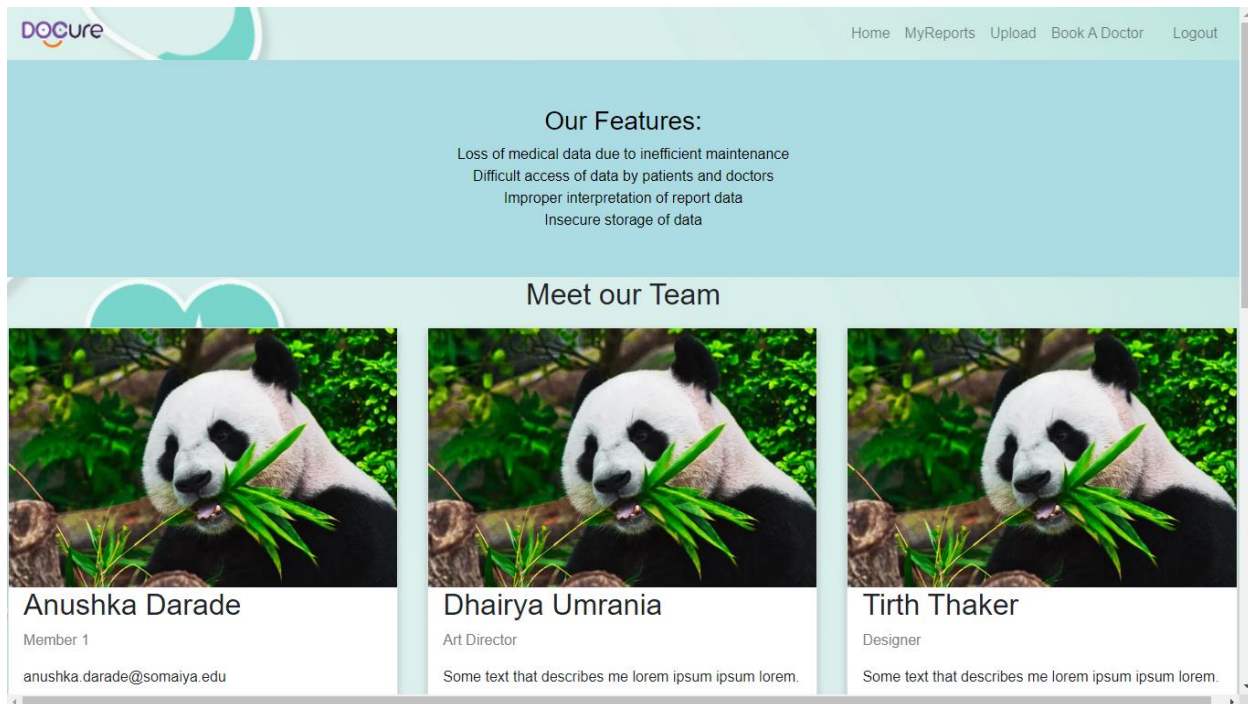 DOCure
Home MyReports Upload Book A Doctor Logout
Our Features:
Loss of medical data due to inefficient maintenance
Difficult access of data by patients and doctors
Improper interpretation of report data
Insecure storage of data
Meet our Team
Anushka Darade
Member 1
anushka.darade@somaiya.edu
Dhairya Umrania
Art Director
Some text that describes me lorem ipsum ipsum lorem.
Tirth Thaker
Designer
Some text that describes me lorem ipsum ipsum lorem.